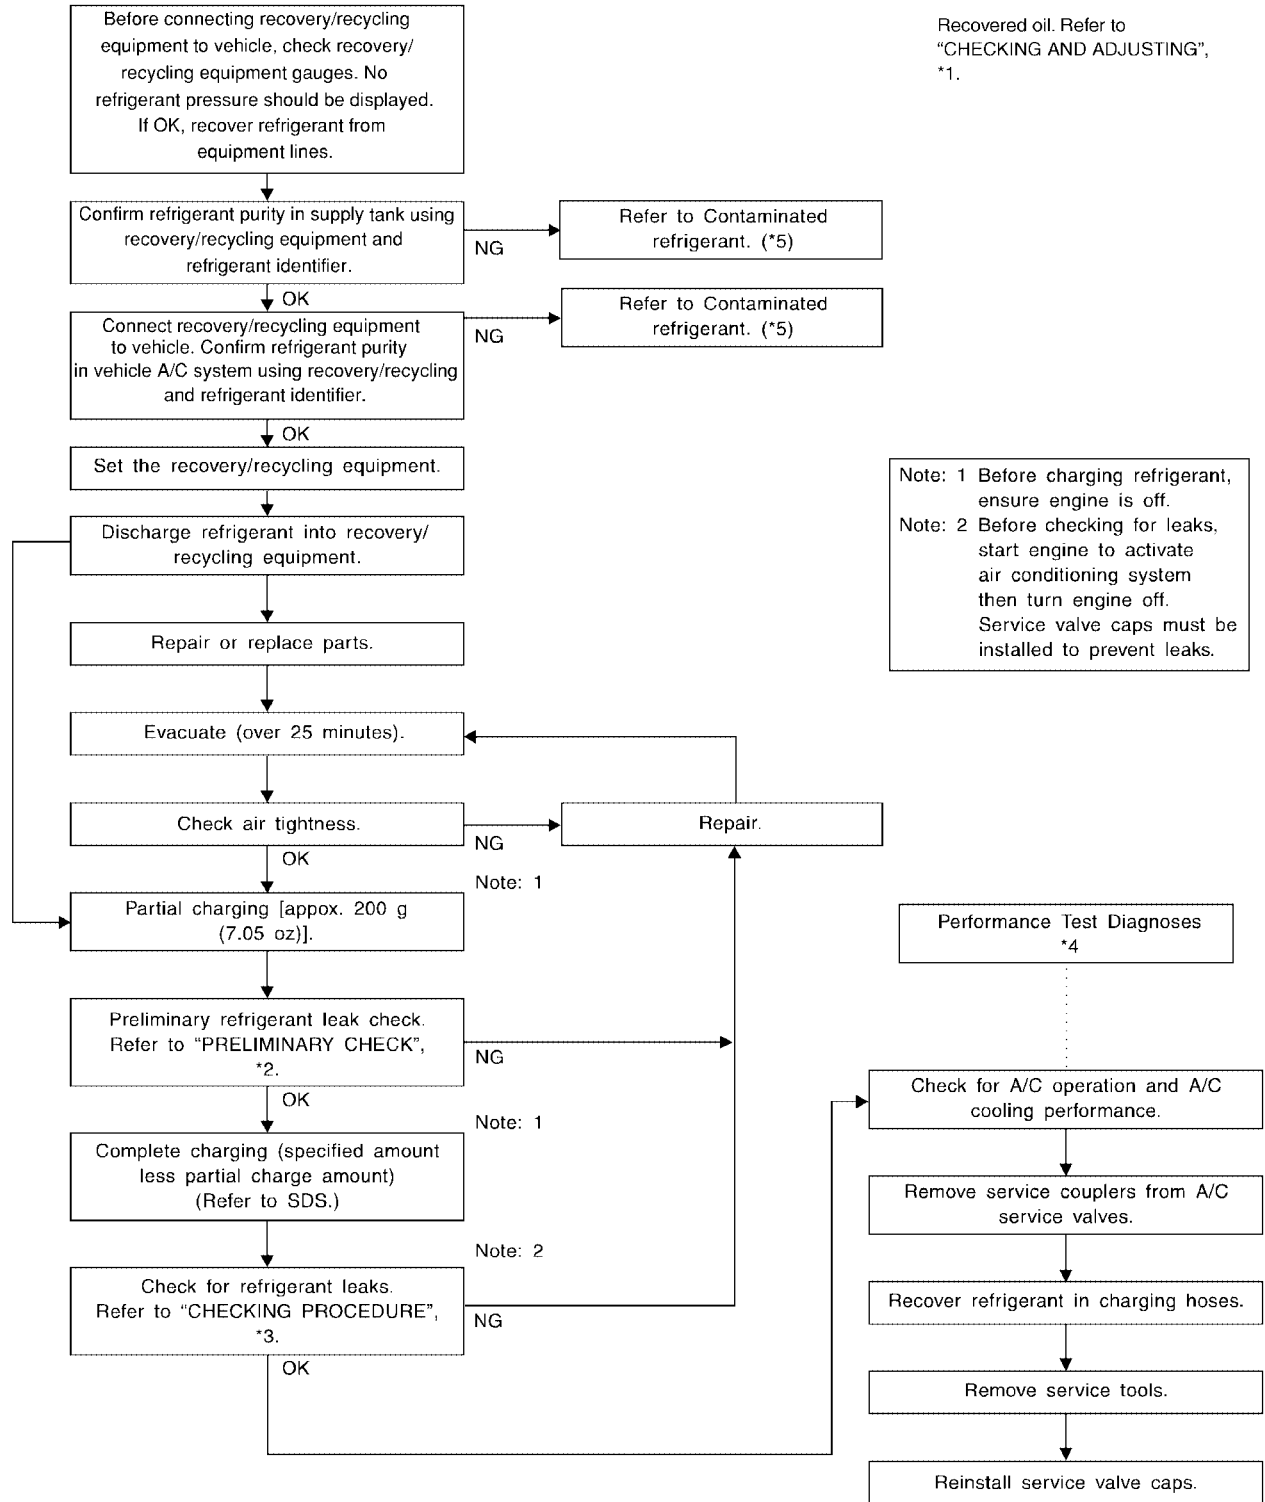 Before connecting recovery/recycling
equipment to vehicle, check recovery/
recycling equipment gauges. No
refrigerant pressure should be displayed.
If OK, recover refrigerant from
equipment lines.
Recovered oil. Refer to
“CHECKING AND ADJUSTING”,
*1.
Confirm refrigerant purity in supply tank using
recovery/recycling equipment and
refrigerant identifier.
NG
Refer to Contaminated
refrigerant. (*5)
OK
Connect recovery/recycling equipment
to vehicle. Confirm refrigerant purity
in vehicle A/C system using recovery/recycling
and refrigerant identifier.
NG
Refer to Contaminated
refrigerant. (*5)
OK
Set the recovery/recycling equipment.
Note: 1 Before charging refrigerant,
ensure engine is off.
Note: 2 Before checking for leaks,
start engine to activate
air conditioning system
then turn engine off.
Service valve caps must be
installed to prevent leaks.
Discharge refrigerant into recovery/
recycling equipment.
Repair or replace parts.
Evacuate (over 25 minutes).
Check air tightness.
NG
Repair.
OK
Note: 1
Partial charging [appox. 200 g
(7.05 oz)].
Preliminary refrigerant leak check.
Refer to “PRELIMINARY CHECK”,
*2.
NG
OK
Note: 1
Complete charging (specified amount
less partial charge amount)
(Refer to SDS.)
Note: 2
Check for refrigerant leaks.
Refer to “CHECKING PROCEDURE”,
*3.
NG
OK
Performance Test Diagnoses
*4
Check for A/C operation and A/C
cooling performance.
Remove service couplers from A/C
service valves.
Recover refrigerant in charging hoses.
Remove service tools.
Reinstall service valve caps.